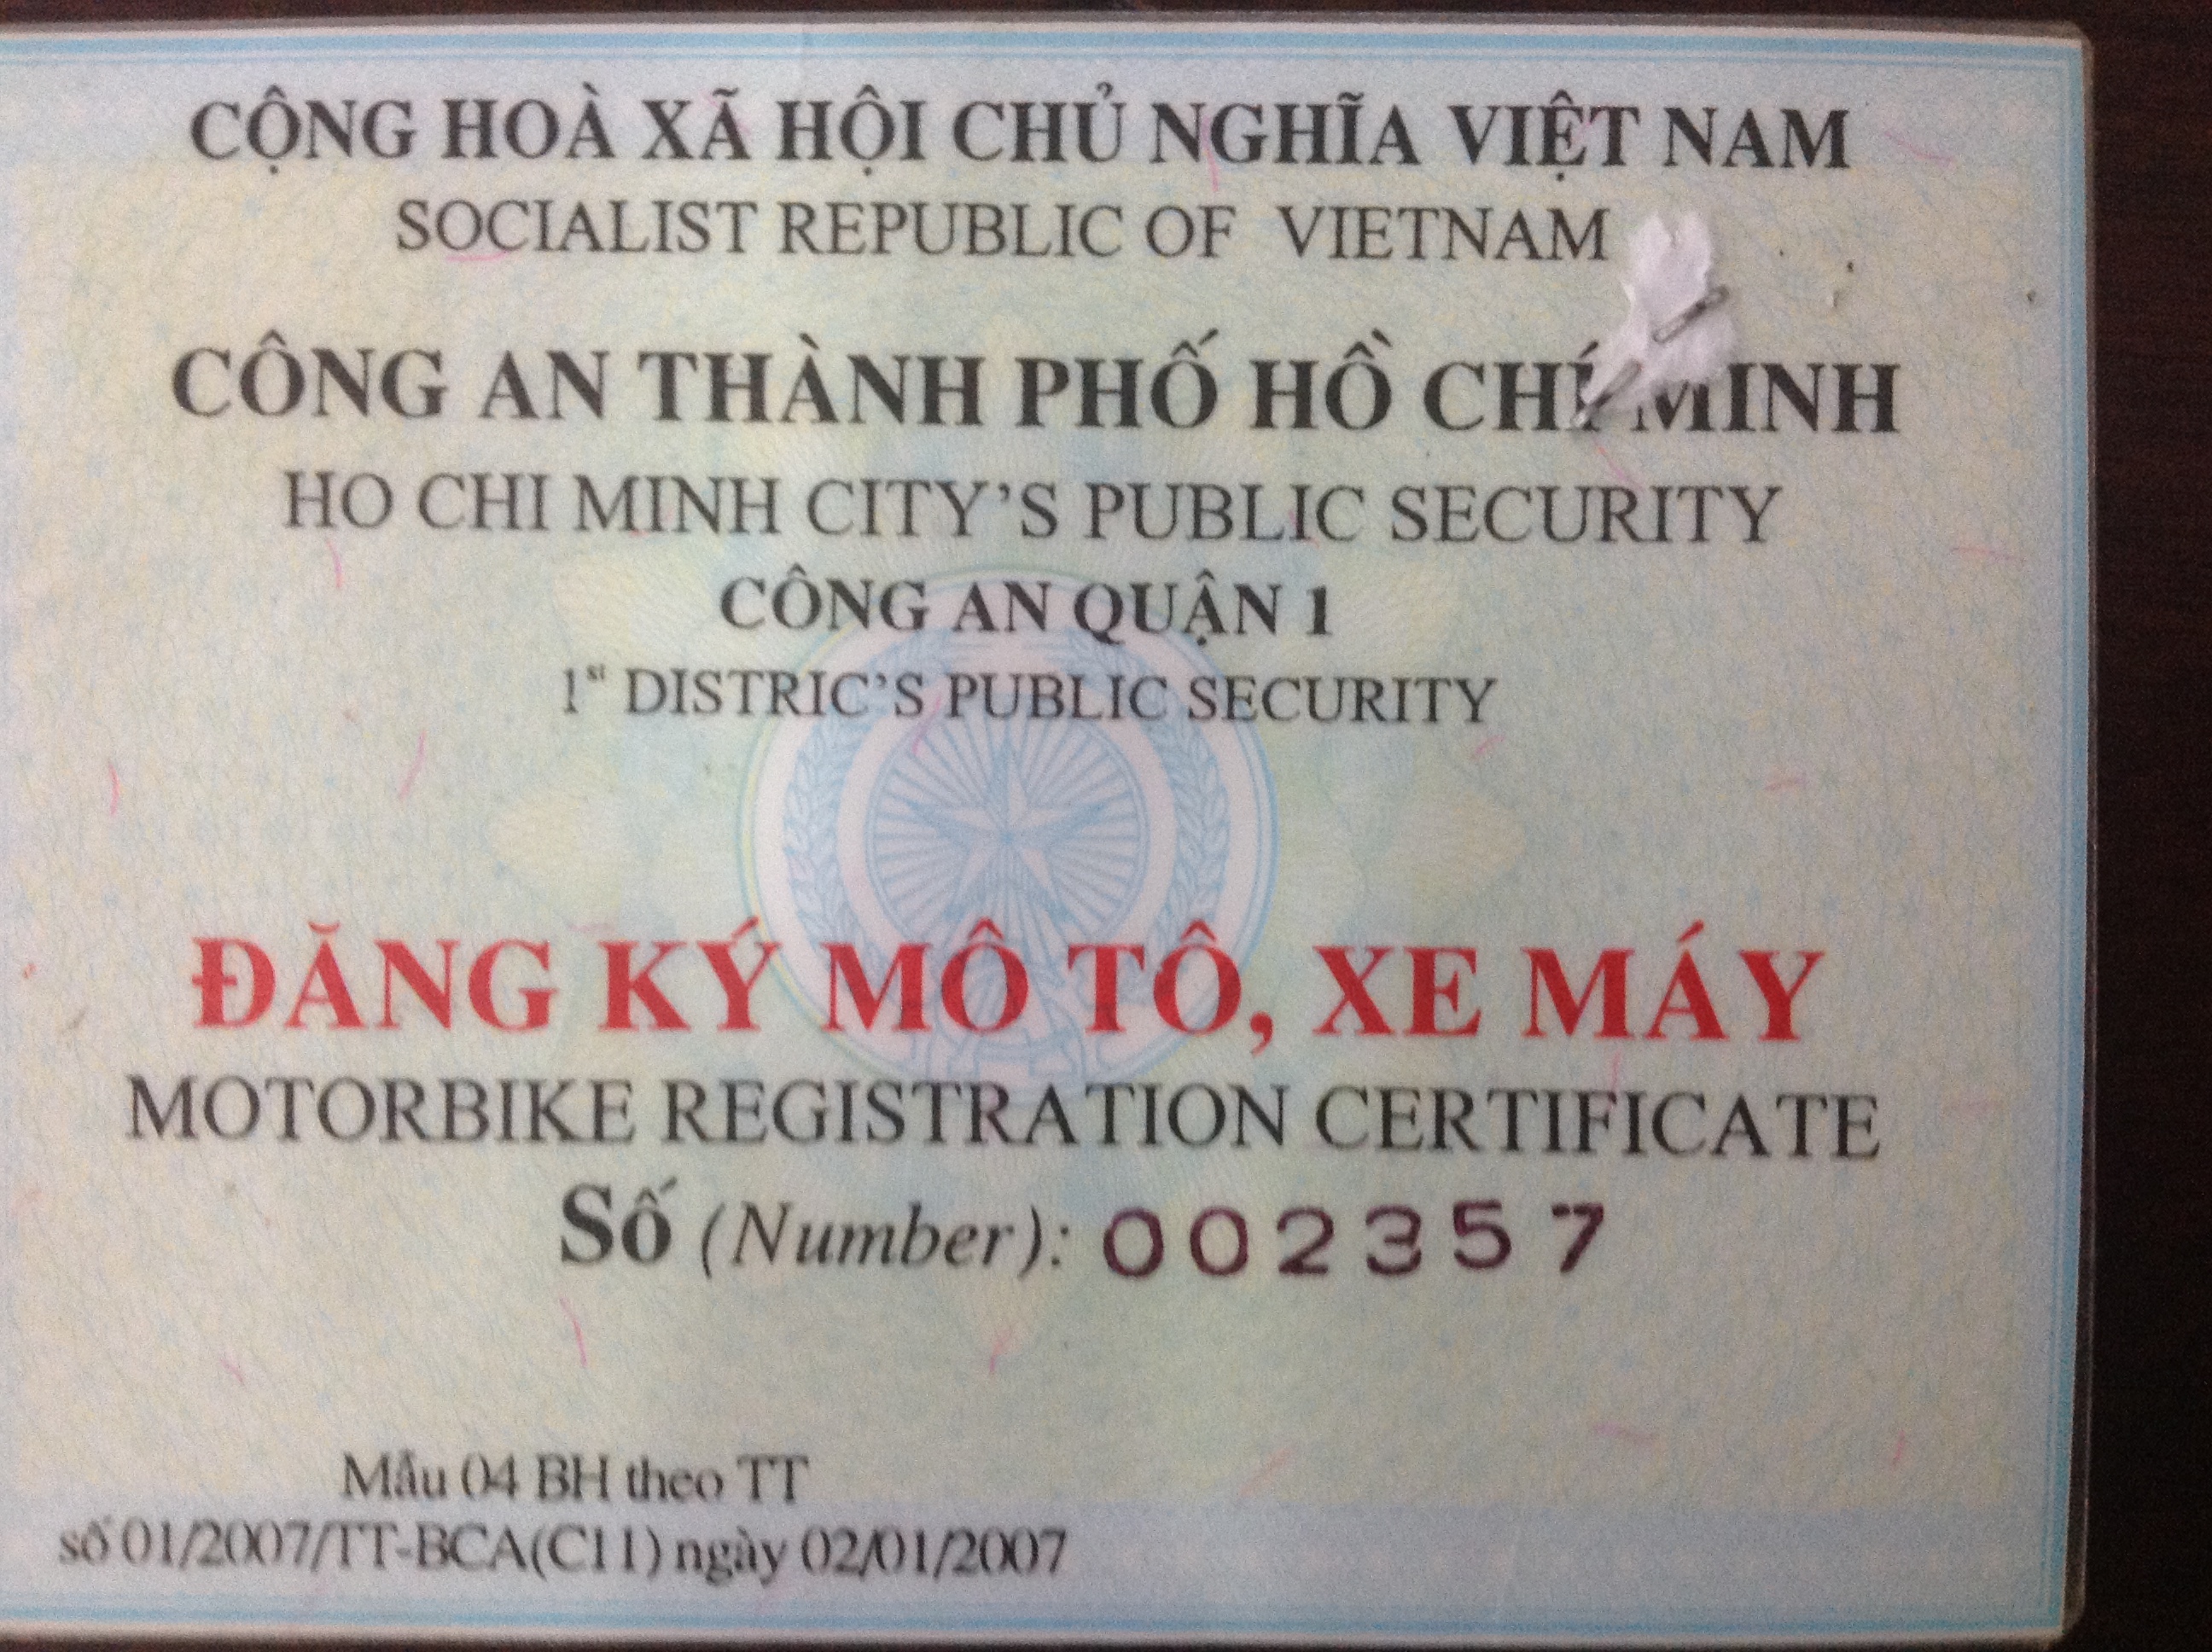 CỘNG HOÀ XÃ HỘI CHỦ NGHĨA VIỆT NAM
SOCIALIST REPUBLIC OF VIETNAM
CÔNG AN THÀNH PHỐ HỒ CHÍ MINH
HO CHI MINH CITY’S PUBLIC SECURITY
CÔNG AN QUẬN 1
1st DISTRIC’S PUBLIC SECURITY
ĐĂNG KÝ MÔ TÔ, XE MÁY
MOTORBIKE REGISTRATION CERTIFICATE
Số (Number): 002357
Mẫu 04 BH theo TT
số 01/2007/TT-BCA(C11) ngày 02/01/2007